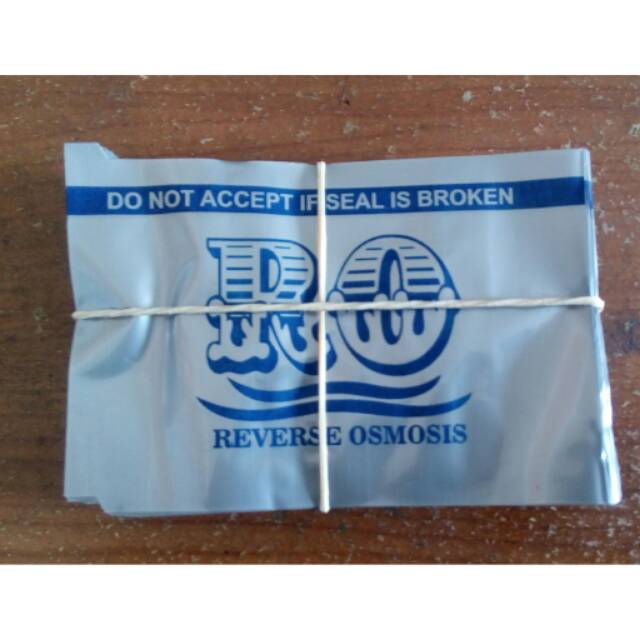 DO NOT ACCEPT IF SEAL IS BROKEN
RO
REVERSE OSMOSIS